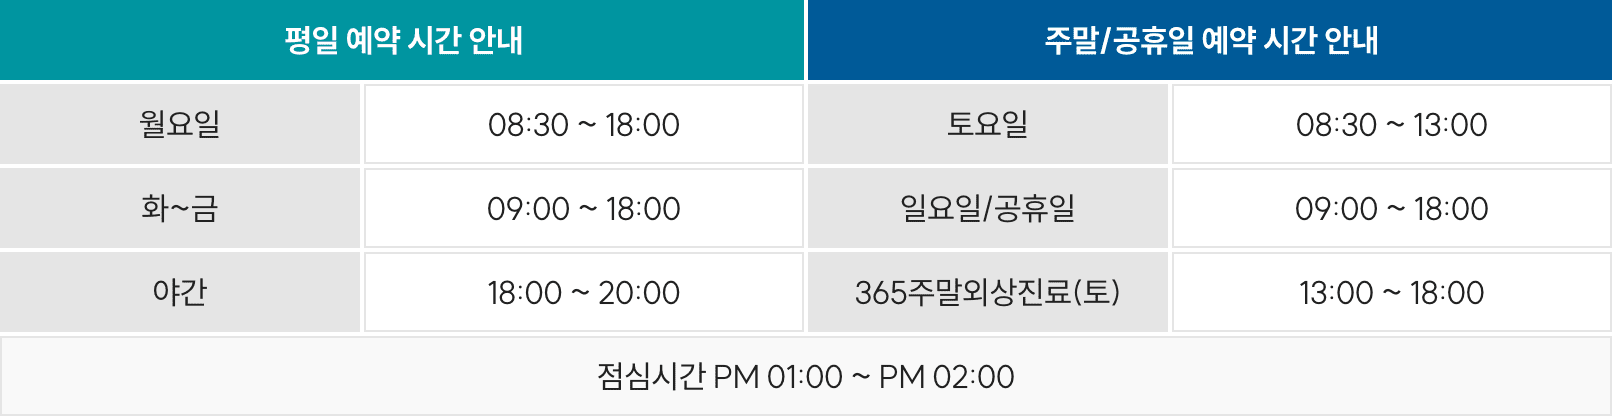 평일 예약 시간 안내 주말/공휴일 예약 시간 안내
월요일 08:30 ~ 18:00 토요일 08:30 ~ 13:00
화~금 09:00 ~ 18:00 일요일/공휴일 09:00 ~ 18:00
야간 18:00 ~ 20:00 365주말외상진료(토) 13:00 ~ 18:00
점심시간 PM 01:00 ~ PM 02:00